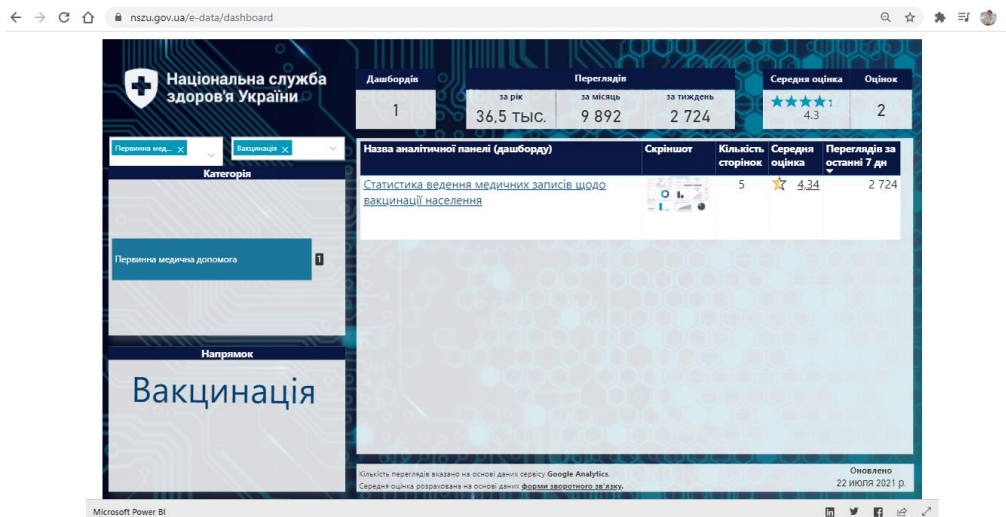 nszu.gov.ua/e-data/dashboard
Національна служба
здоров'я України
Дашбордів
1
Переглядів
за рік
за місяць
за тиждень
36,5 тыс.
9 892
2 724
Середня оцінка
Оцінок
4.3
2
Первинна мед...
Вакцинація
Категорія
Первинна медична допомога
1
Напрямок
Вакцинація
Назва аналітичної панелі (дашборду)
Скріншот
Кількість
сторінок
Середня
оцінка
Переглядів за
останні 7 дн
Статистика ведення медичних записів щодо
вакцинації населення
5
4,34
2 724
Кількість переглядів вказано на основі даних сервісу Google Analytics.
Середня оцінка розрахована на основі даних форми зворотного зв'язку.
Оновлено
22 июля 2021 р.
Microsoft Power BI